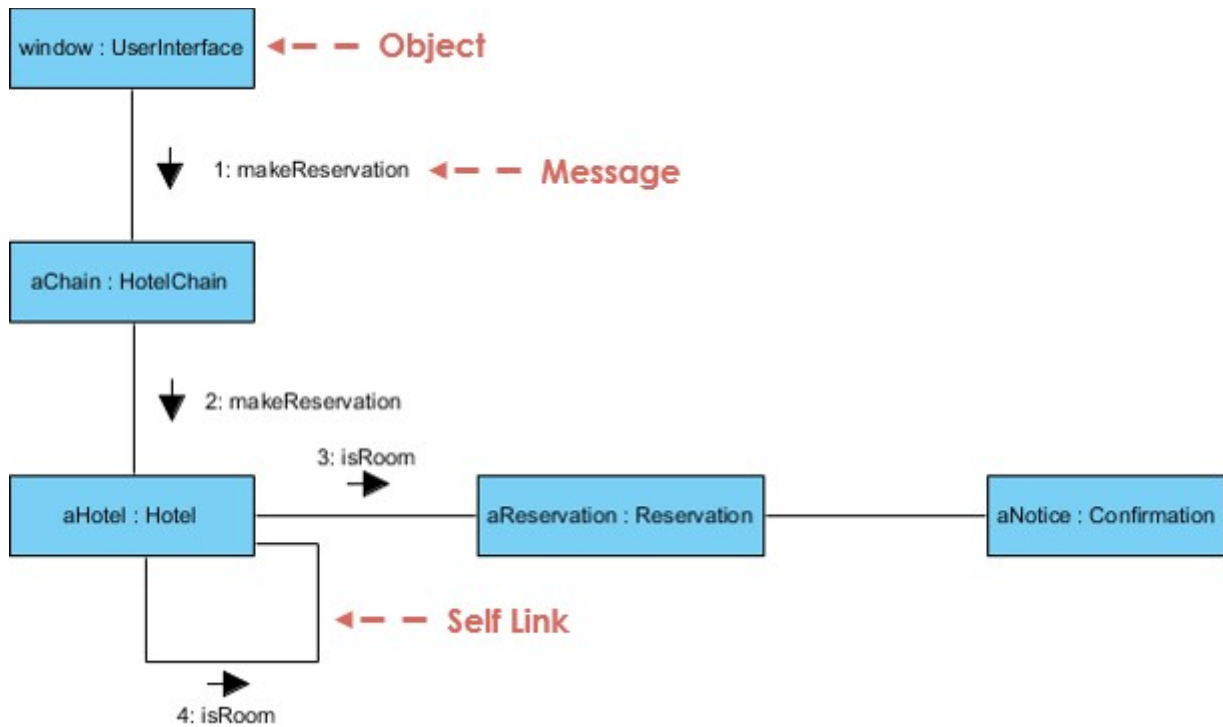 window : UserInterface
Object
1: makeReservation
Message
aChain : HotelChain
2: makeReservation
3: isRoom
aHotel : Hotel
aReservation : Reservation
aNotice : Confirmation
Self Link
4: isRoom